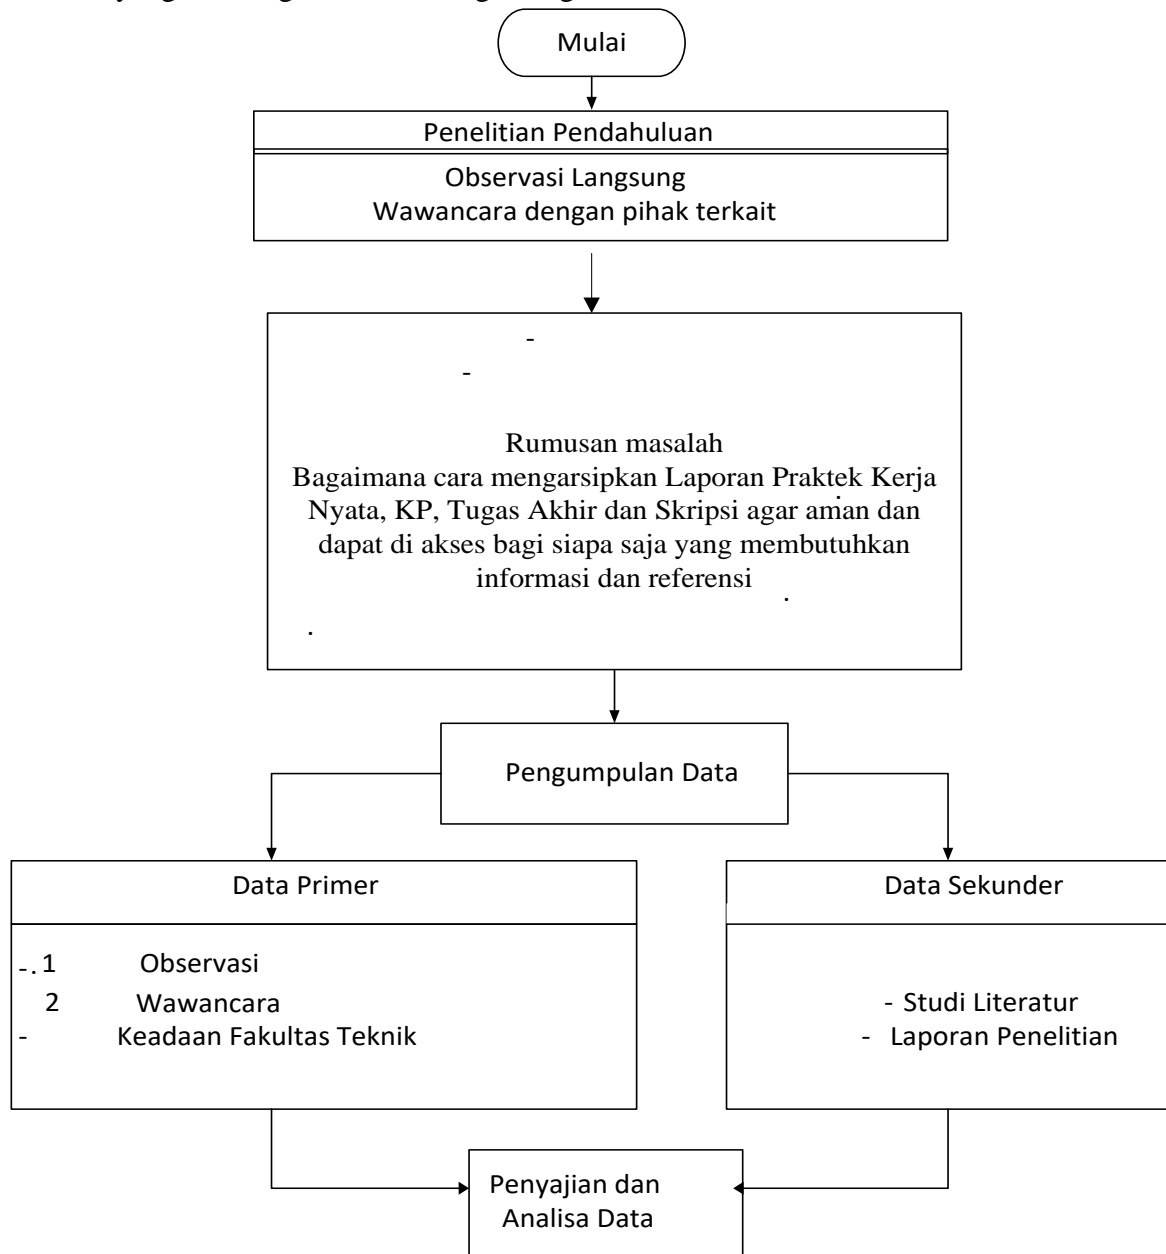 Mulai
Penelitian Pendahuluan
Observasi Langsung
Wawancara dengan pihak terkait
-
-
Rumusan masalah
Bagaimana cara mengarsipkan Laporan Praktek Kerja
Nyata, KP, Tugas Akhir dan Skripsi agar aman dan
dapat di akses bagi siapa saja yang membutuhkan
informasi dan referensi
.
.
Pengumpulan Data
Data Primer
-. 1 Observasi
2 Wawancara
- Keadaan Fakultas Teknik
Data Sekunder
- Studi Literatur
- Laporan Penelitian
Penyajian dan
Analisa Data